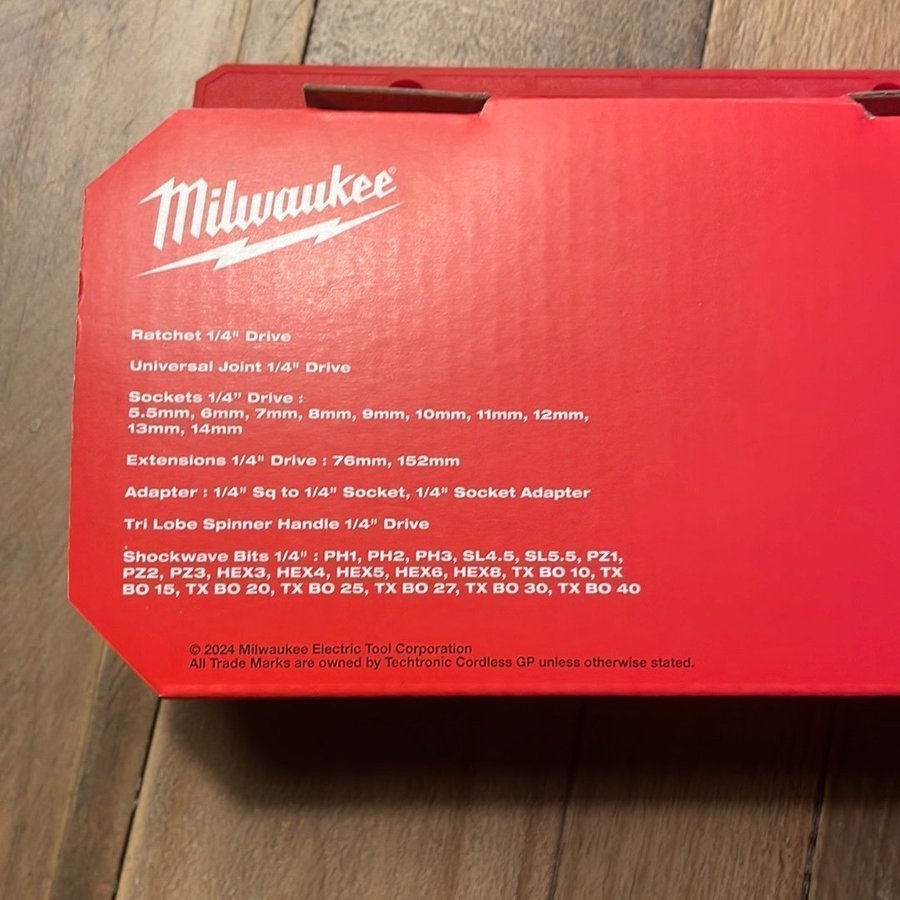 Milwaukee®
Ratchet 1/4" Drive
Universal Joint 1/4" Drive
Sockets 1/4” Drive :
5.5mm, 6mm, 7mm, 8mm, 9mm, 10mm, 11mm, 12mm,
13mm, 14mm
Extensions 1/4" Drive : 76mm, 152mm
Adapter : 1/4" Sq to 1/4" Socket, 1/4" Socket Adapter
Tri Lobe Spinner Handle 1/4" Drive
Shockwave Bits 1/4" : PH1, PH2, PH3, SL4.5, SL5.5, PZ1,
PZ2, PZ3, HEX3, HEX4, HEX5, HEX6, HEX8, TX BO 10, TX
BO 15, TX BO 20, TX BO 25, TX BO 27, TX BO 30, TX BO 40
© 2024 Milwaukee Electric Tool Corporation
All Trade Marks are owned by Techtronic Cordless GP unless otherwise stated.